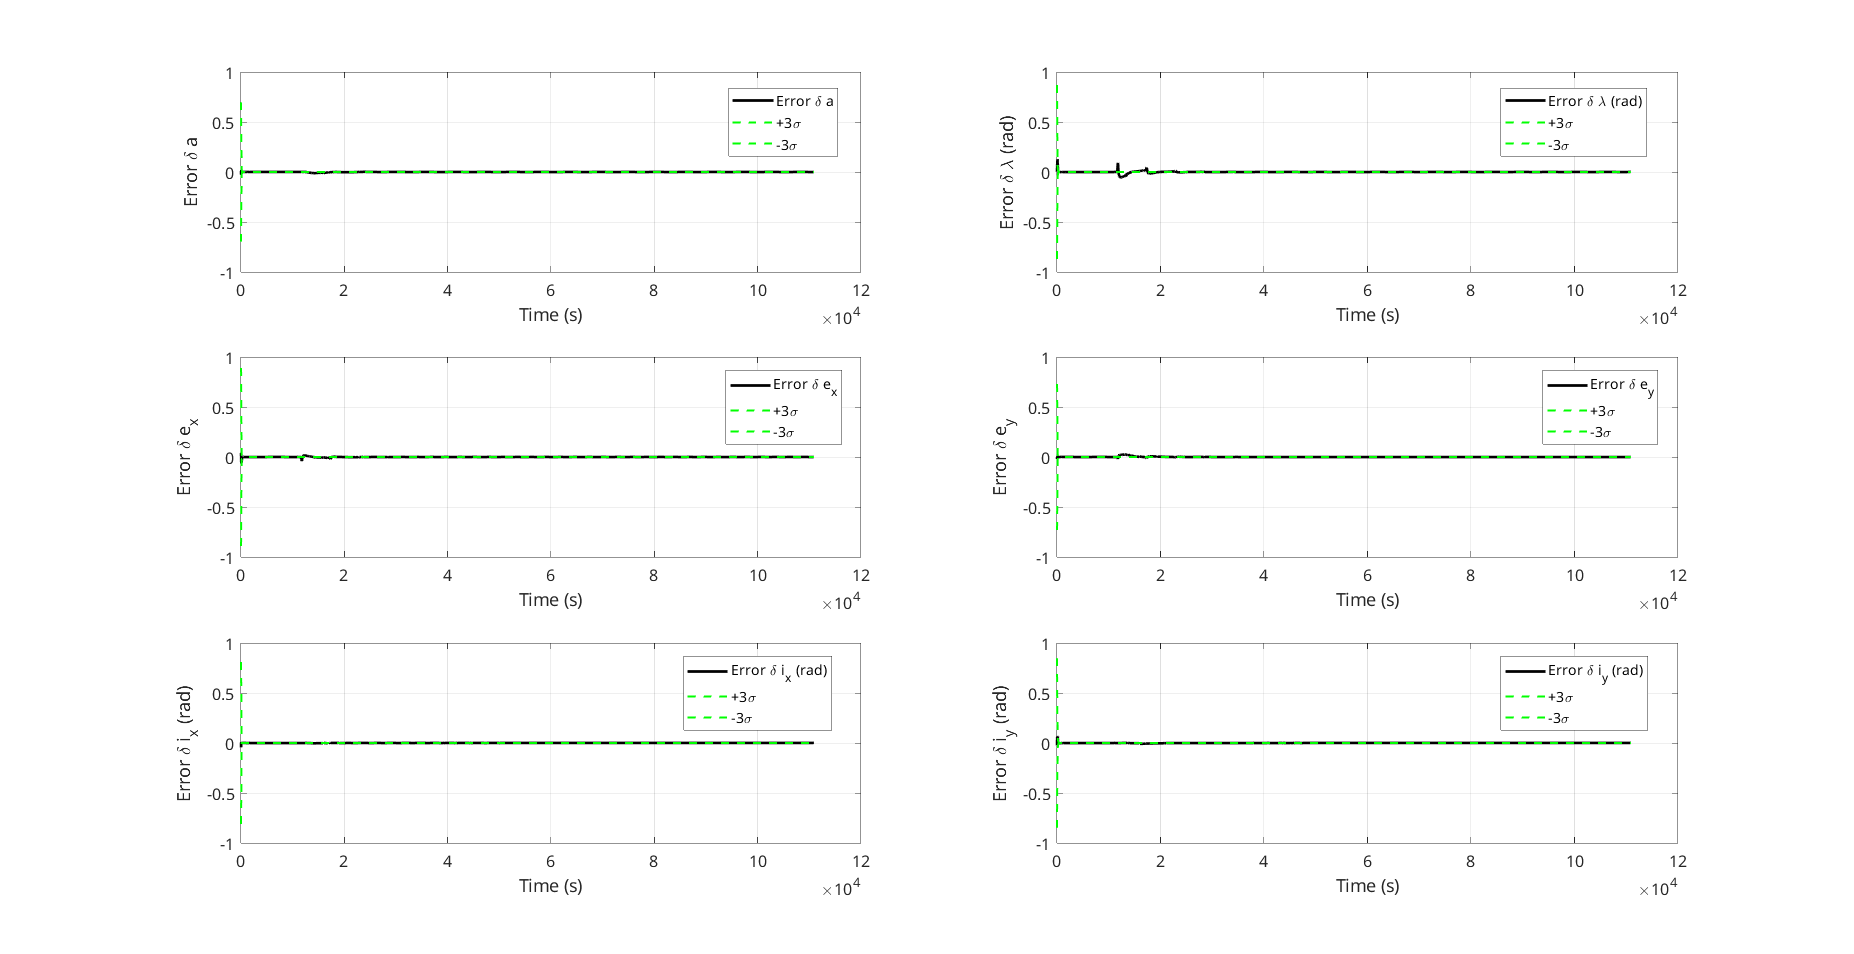 1
0.5
0
-0.5
-1
Error δ a
Error δ a
+3σ
-3σ
0 2 4 6 8 10 12
Time (s)
×10^4
1
0.5
0
-0.5
-1
Error δ λ (rad)
Error δ λ (rad)
+3σ
-3σ
0 2 4 6 8 10 12
Time (s)
×10^4
1
0.5
0
-0.5
-1
Error δ e_x
Error δ e_x
+3σ
-3σ
0 2 4 6 8 10 12
Time (s)
×10^4
1
0.5
0
-0.5
-1
Error δ e_y
Error δ e_y
+3σ
-3σ
0 2 4 6 8 10 12
Time (s)
×10^4
1
0.5
0
-0.5
-1
Error δ i_x (rad)
Error δ i_x (rad)
+3σ
-3σ
0 2 4 6 8 10 12
Time (s)
×10^4
1
0.5
0
-0.5
-1
Error δ i_y (rad)
Error δ i_y (rad)
+3σ
-3σ
0 2 4 6 8 10 12
Time (s)
×10^4